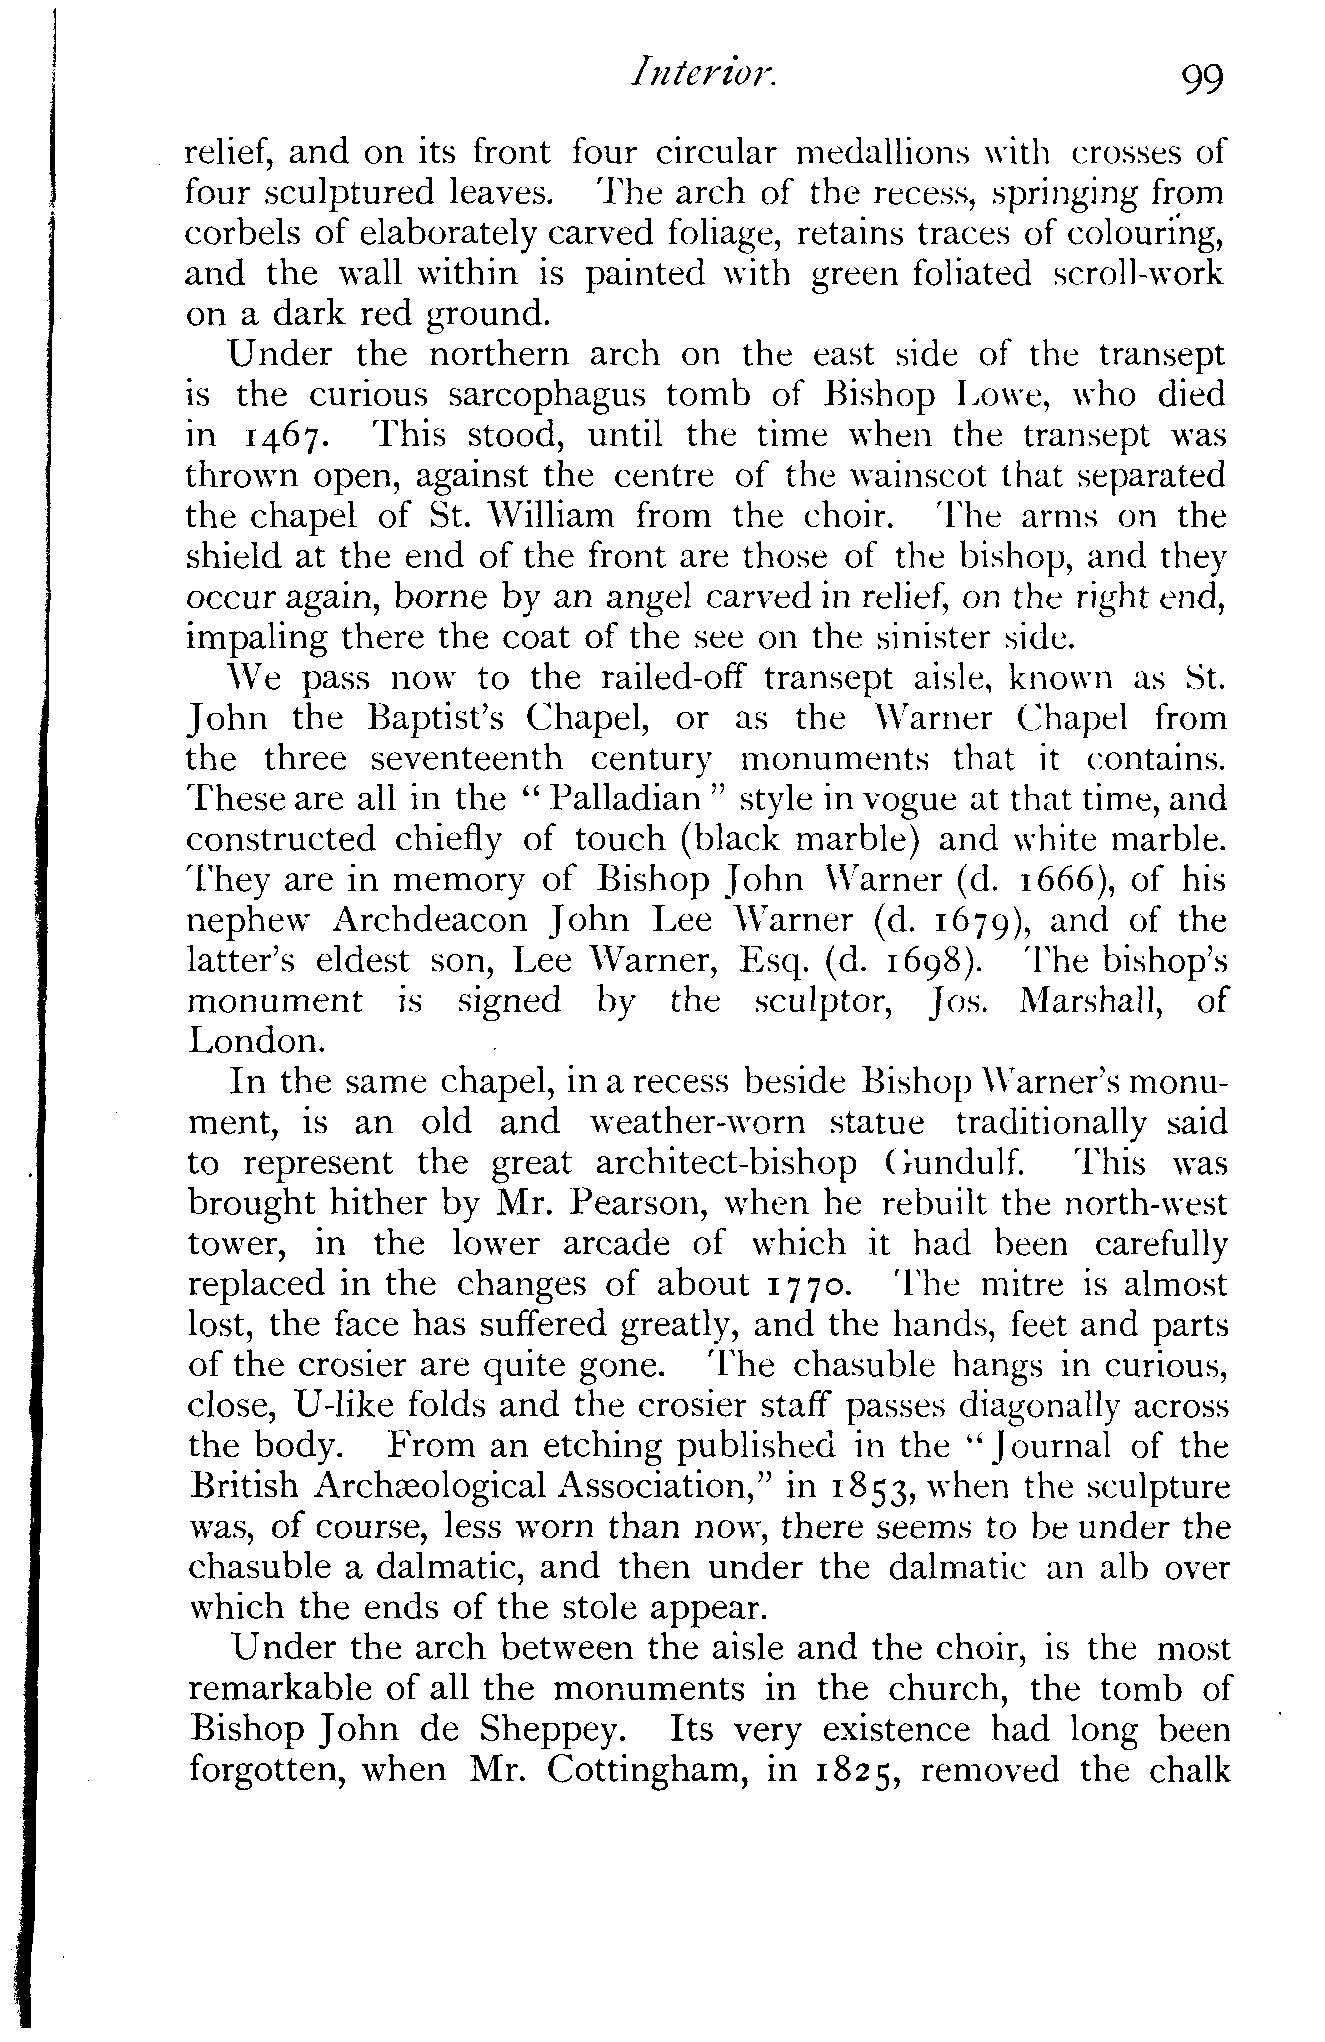 Interior. 99
relief, and on its front four circular medallions with crosses of
four sculptured leaves. The arch of the recess, springing from
corbels of elaborately carved foliage, retains traces of colouring,
and the wall within is painted with green foliated scroll-work
on a dark red ground.
Under the northern arch on the east side of the transept
is the curious sarcophagus tomb of Bishop Lowe, who died
in 1467. This stood, until the time when the transept was
thrown open, against the centre of the wainscot that separated
the chapel of St. William from the choir. The arms on the
shield at the end of the front are those of the bishop, and they
occur again, borne by an angel carved in relief, on the right end,
impaling there the coat of the see on the sinister side.
We pass now to the railed-off transept aisle, known as St.
John the Baptist's Chapel, or as the Warner Chapel from
the three seventeenth century monuments that it contains.
These are all in the “ Palladian ” style in vogue at that time, and
constructed chiefly of touch (black marble) and white marble.
They are in memory of Bishop John Warner (d. 1666), of his
nephew Archdeacon John Lee Warner (d. 1679), and of the
latter's eldest son, Lee Warner, Esq. (d. 1698). The bishop's
monument is signed by the sculptor, Jos. Marshall, of
London.
In the same chapel, in a recess beside Bishop Warner's monu-
ment, is an old and weather-worn statue traditionally said
to represent the great architect-bishop Gundulf. This was
brought hither by Mr. Pearson, when he rebuilt the north-west
tower, in the lower arcade of which it had been carefully
replaced in the changes of about 1770. The mitre is almost
lost, the face has suffered greatly, and the hands, feet and parts
of the crosier are quite gone. The chasuble hangs in curious,
close, U-like folds and the crosier staff passes diagonally across
the body. From an etching published in the “ Journal of the
British Archæological Association,” in 1853, when the sculpture
was, of course, less worn than now, there seems to be under the
chasuble a dalmatic, and then under the dalmatic an alb over
which the ends of the stole appear.
Under the arch between the aisle and the choir, is the most
remarkable of all the monuments in the church, the tomb of
Bishop John de Sheppey. Its very existence had long been
forgotten, when Mr. Cottingham, in 1825, removed the chalk